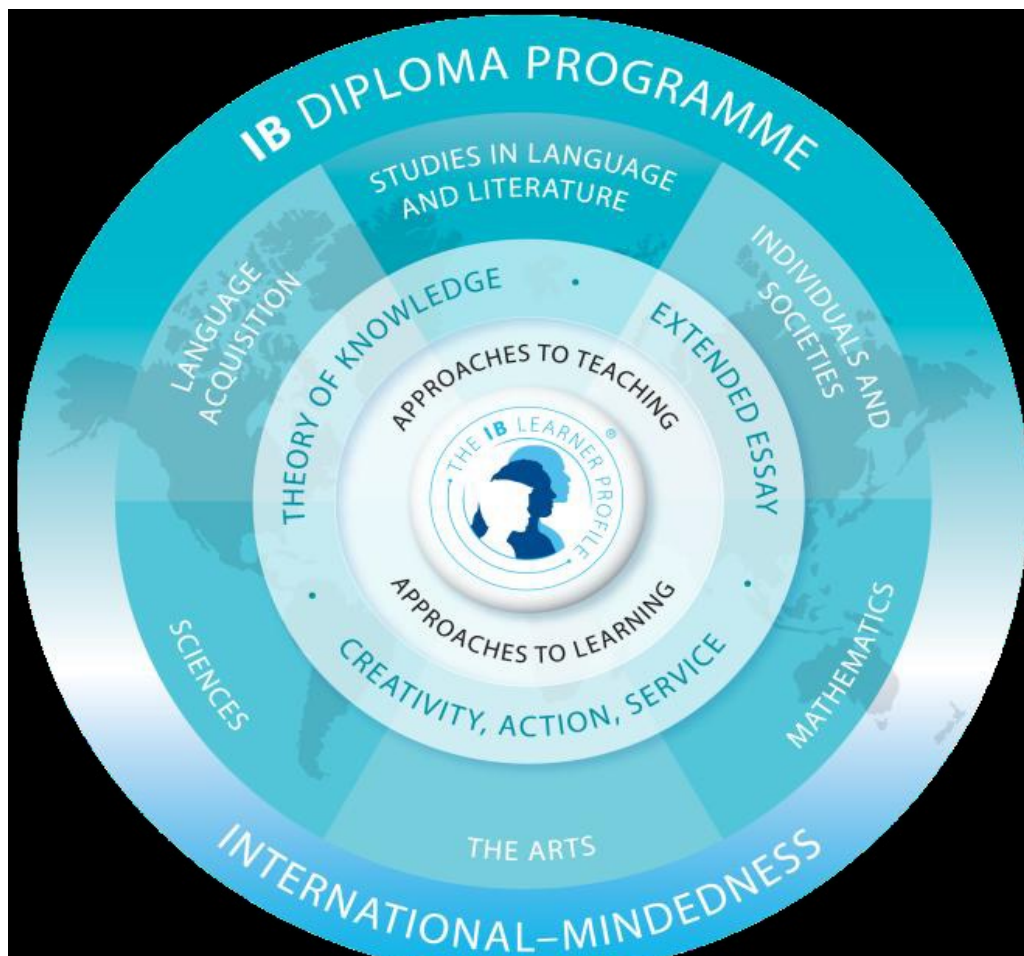 IB DIPLOMA PROGRAMME
STUDIES IN LANGUAGE
AND LITERATURE
LANGUAGE
ACQUISITION
INDIVIDUALS AND
SOCIETIES
THEORY OF KNOWLEDGE
EXTENDED ESSAY
APPROACHES TO TEACHING
THE IB LEARNER PROFILE®
APPROACHES TO LEARNING
CREATIVITY, ACTION, SERVICE
SCIENCES
MATHEMATICS
THE ARTS
INTERNATIONAL–MINDEDNESS